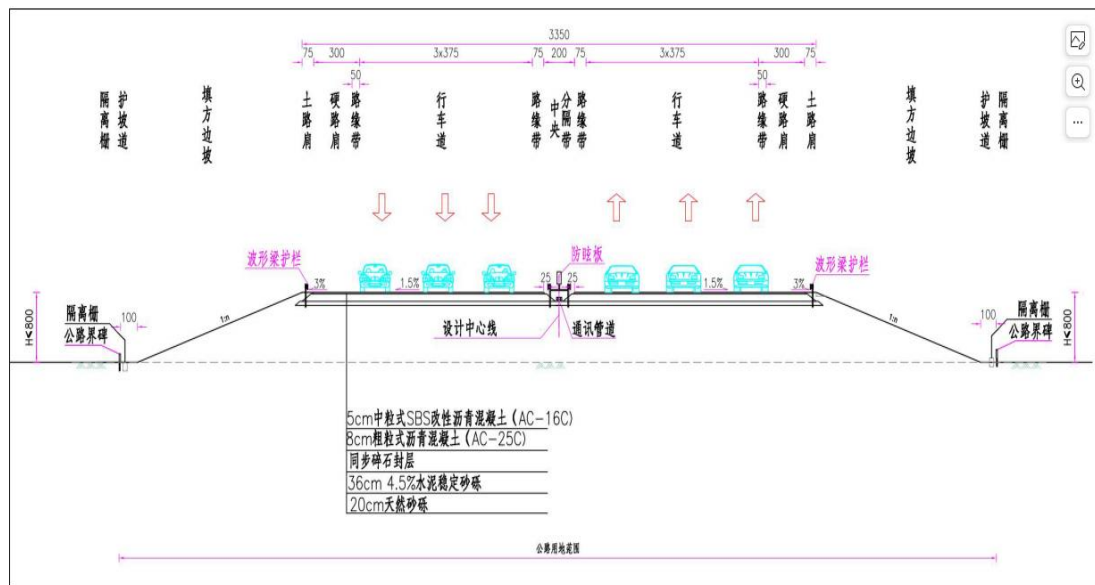 3350
75 300 3x375 75 200 75 3x375 300 75
50 50
隔离栅 护坡道 填方边坡 土路肩 硬路肩 路缘带 行车道 路缘带 中央分隔带 路缘带 行车道 路缘带 硬路肩 土路肩 填方边坡 护坡道 隔离栅
防眩板
波形梁护栏 波形梁护栏
3% 1.5% 25 25 1.5% 3%
隔离栅 100 1:n 1:n 100 隔离栅
公路界碑 公路界碑
H<800 H<800
设计中心线 通讯管道
5cm中粒式SBS改性沥青混凝土（AC-16C）
8cm粗粒式沥青混凝土（AC-25C）
同步碎石封层
36cm 4.5%水泥稳定砂砾
20cm天然砂砾
公路用地范围